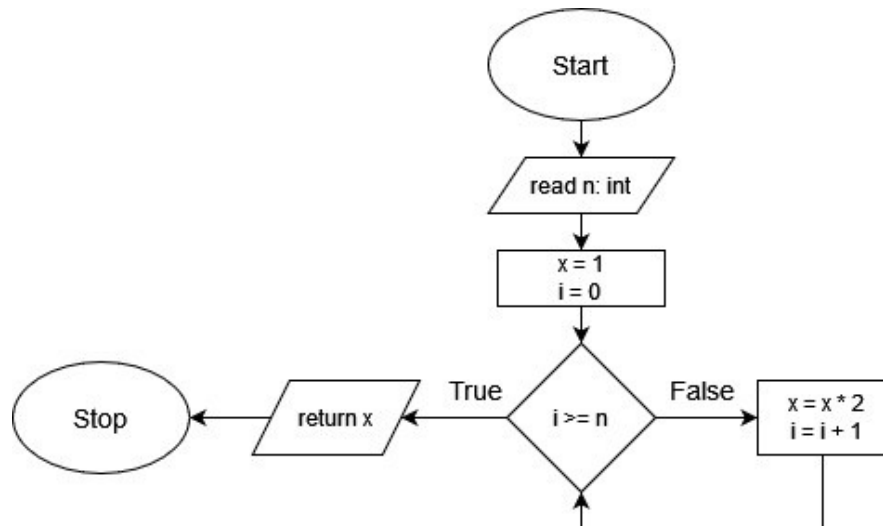 Start
read n: int
x = 1
i = 0
i >= n
True
return x
Stop
False
x = x * 2
i = i + 1